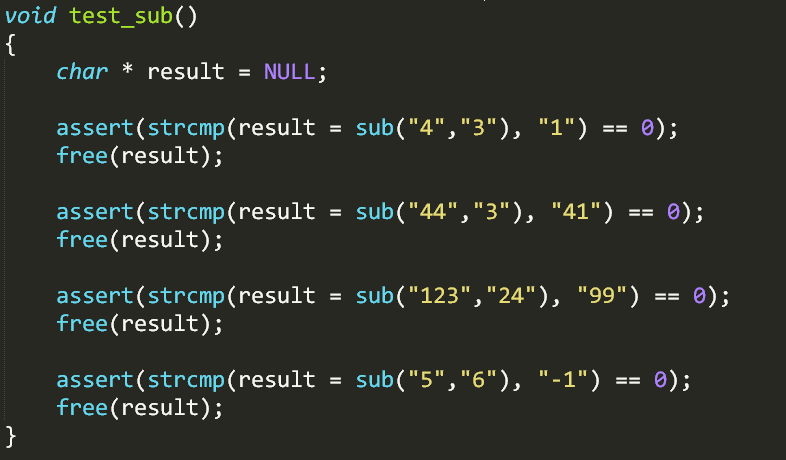 void test_sub()
{
    char * result = NULL;

    assert(strcmp(result = sub("4","3"), "1") == 0);
    free(result);

    assert(strcmp(result = sub("44","3"), "41") == 0);
    free(result);

    assert(strcmp(result = sub("123","24"), "99") == 0);
    free(result);

    assert(strcmp(result = sub("5","6"), "-1") == 0);
    free(result);
}